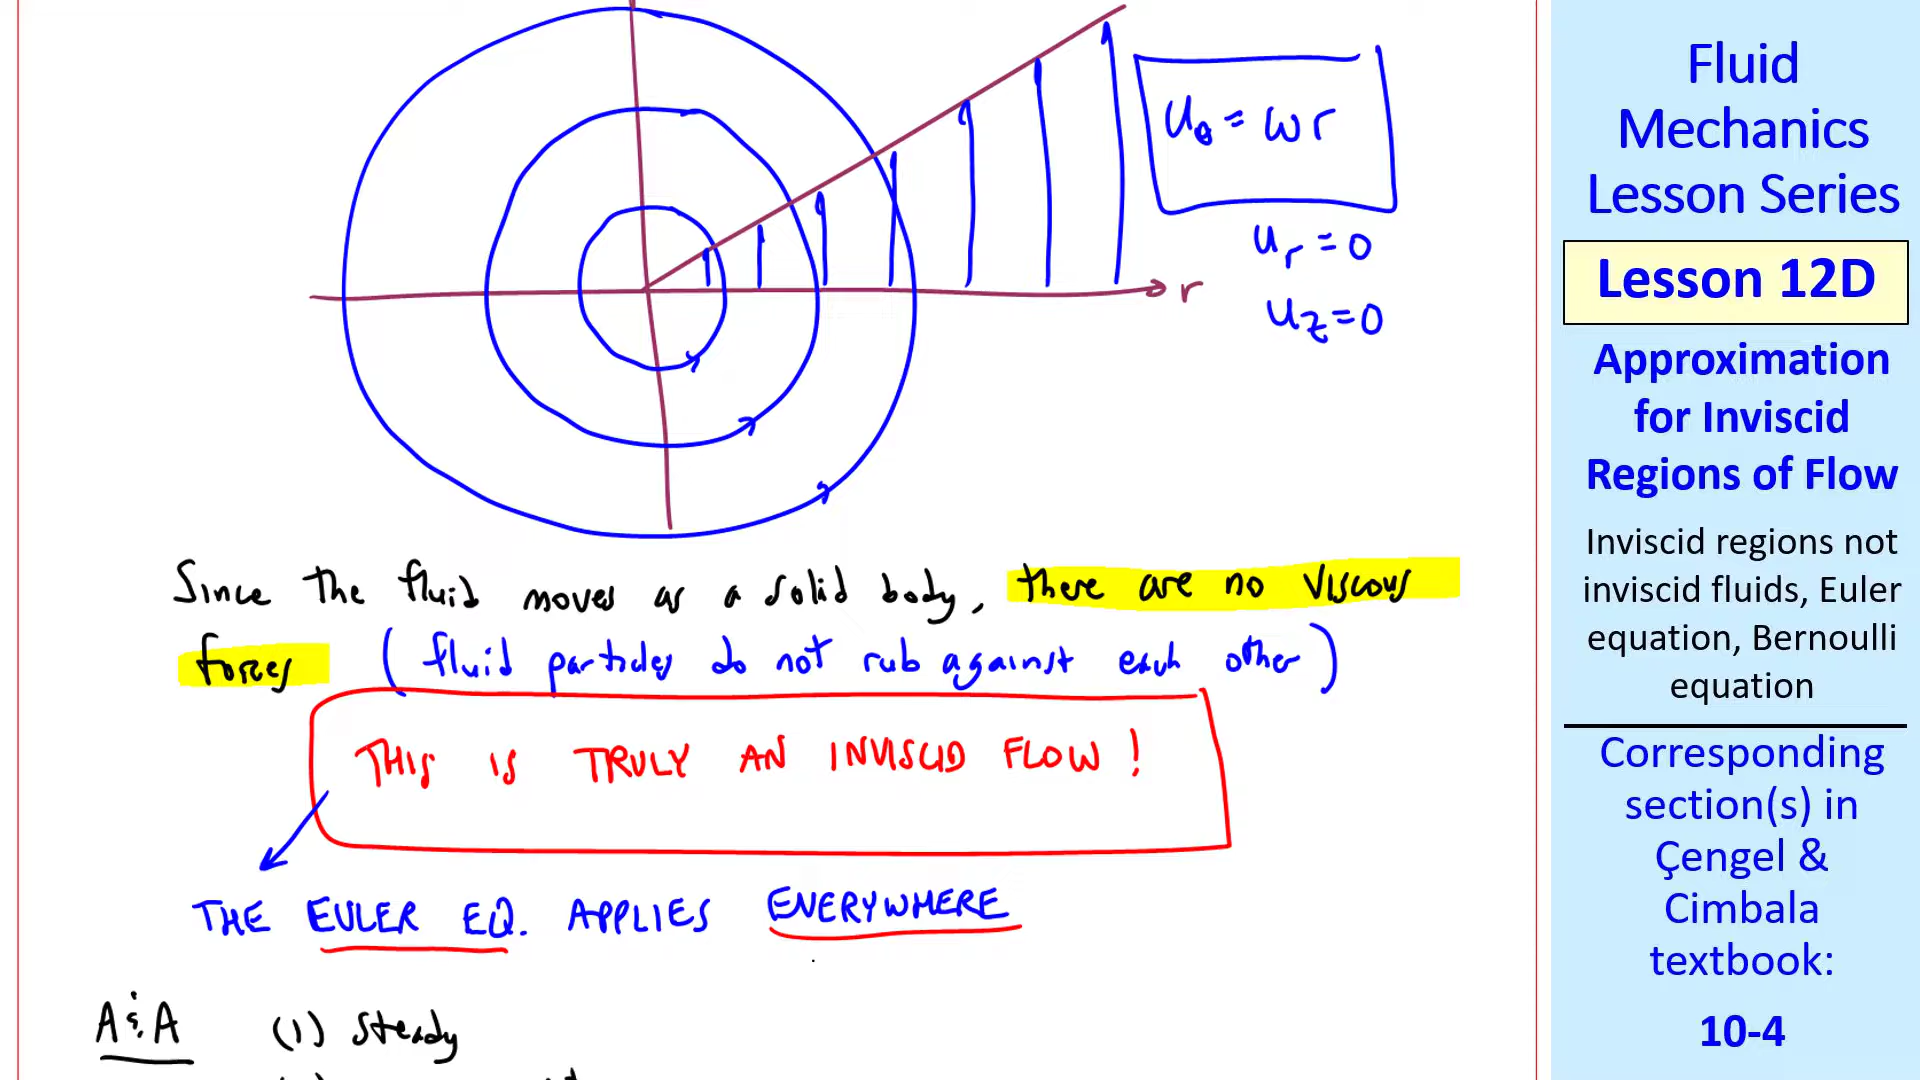 r
u_θ = ωr
u_r = 0
u_z = 0
Since the fluid moves as a solid body, there are no viscous
forces (fluid particles do not rub against each other)
THIS IS TRULY AN INVISCID FLOW!
THE EULER EQ. APPLIES EVERYWHERE
A&A (1) steady
Fluid
Mechanics
Lesson Series
Lesson 12D
Approximation
for Inviscid
Regions of Flow
Inviscid regions not
inviscid fluids, Euler
equation, Bernoulli
equation
Corresponding
section(s) in
Çengel &
Cimbala
textbook:
10-4